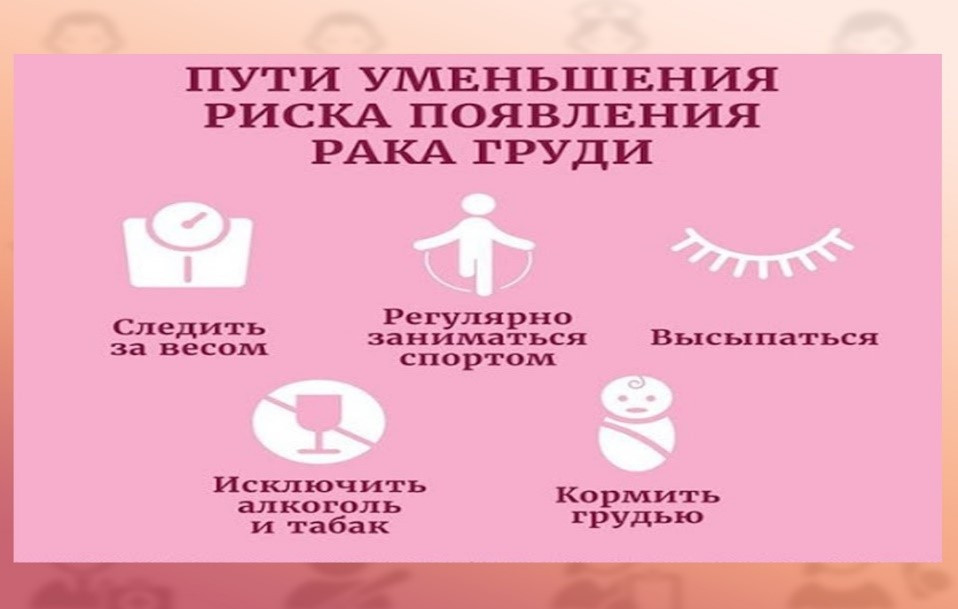 ПУТИ УМЕНЬШЕНИЯ
РИСКА ПОЯВЛЕНИЯ
РАКА ГРУДИ
Следить
за весом
Регулярно
заниматься
спортом
Высыпаться
Исключить
алкоголь
и табак
Кормить
грудью